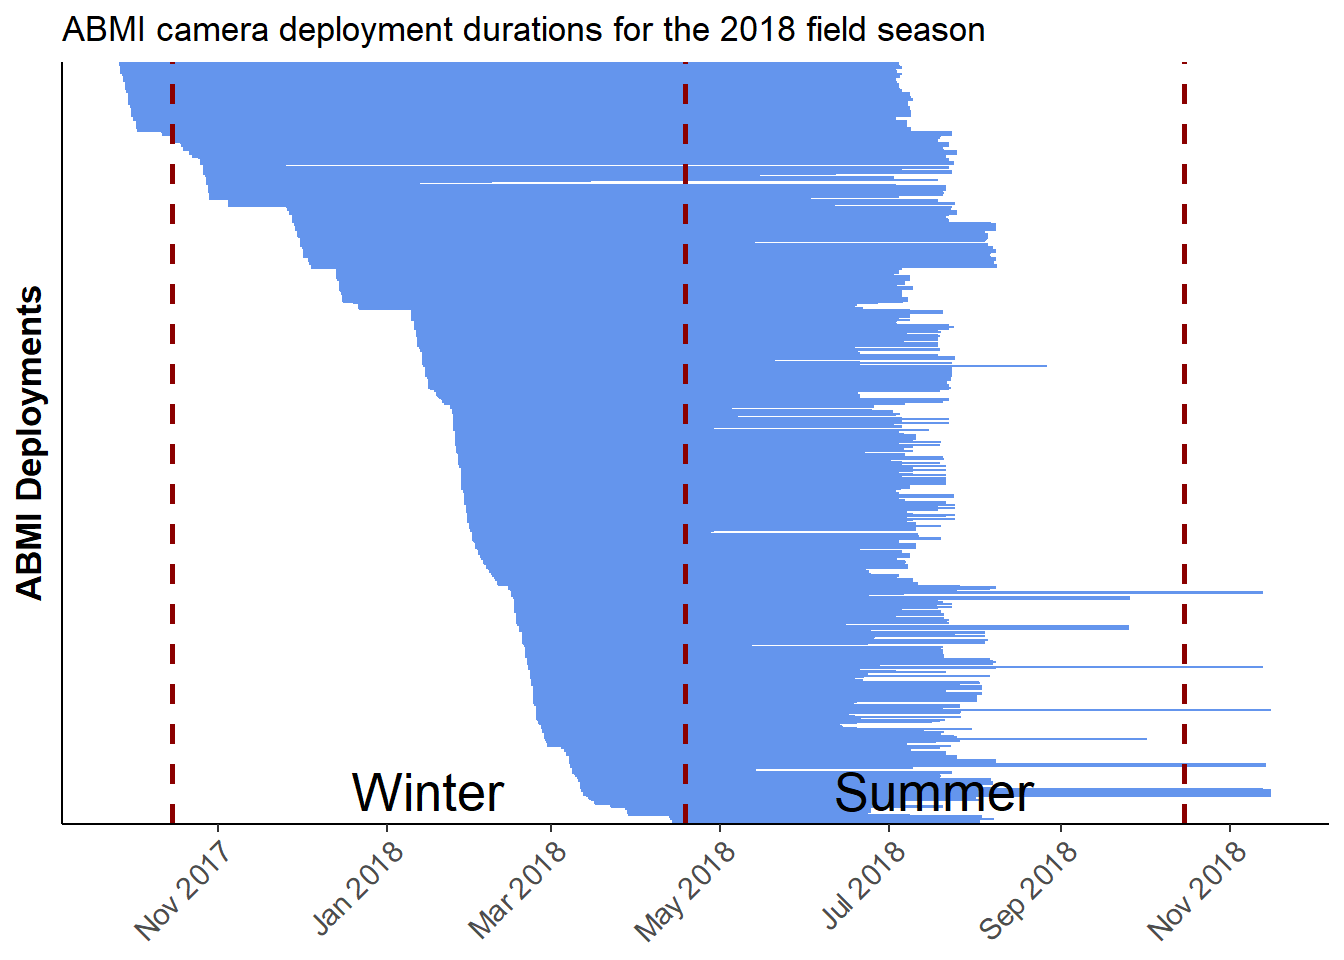 ABMI camera deployment durations for the 2018 field season
ABMI Deployments
Winter
Summer
Nov 2017
Jan 2018
Mar 2018
May 2018
Jul 2018
Sep 2018
Nov 2018